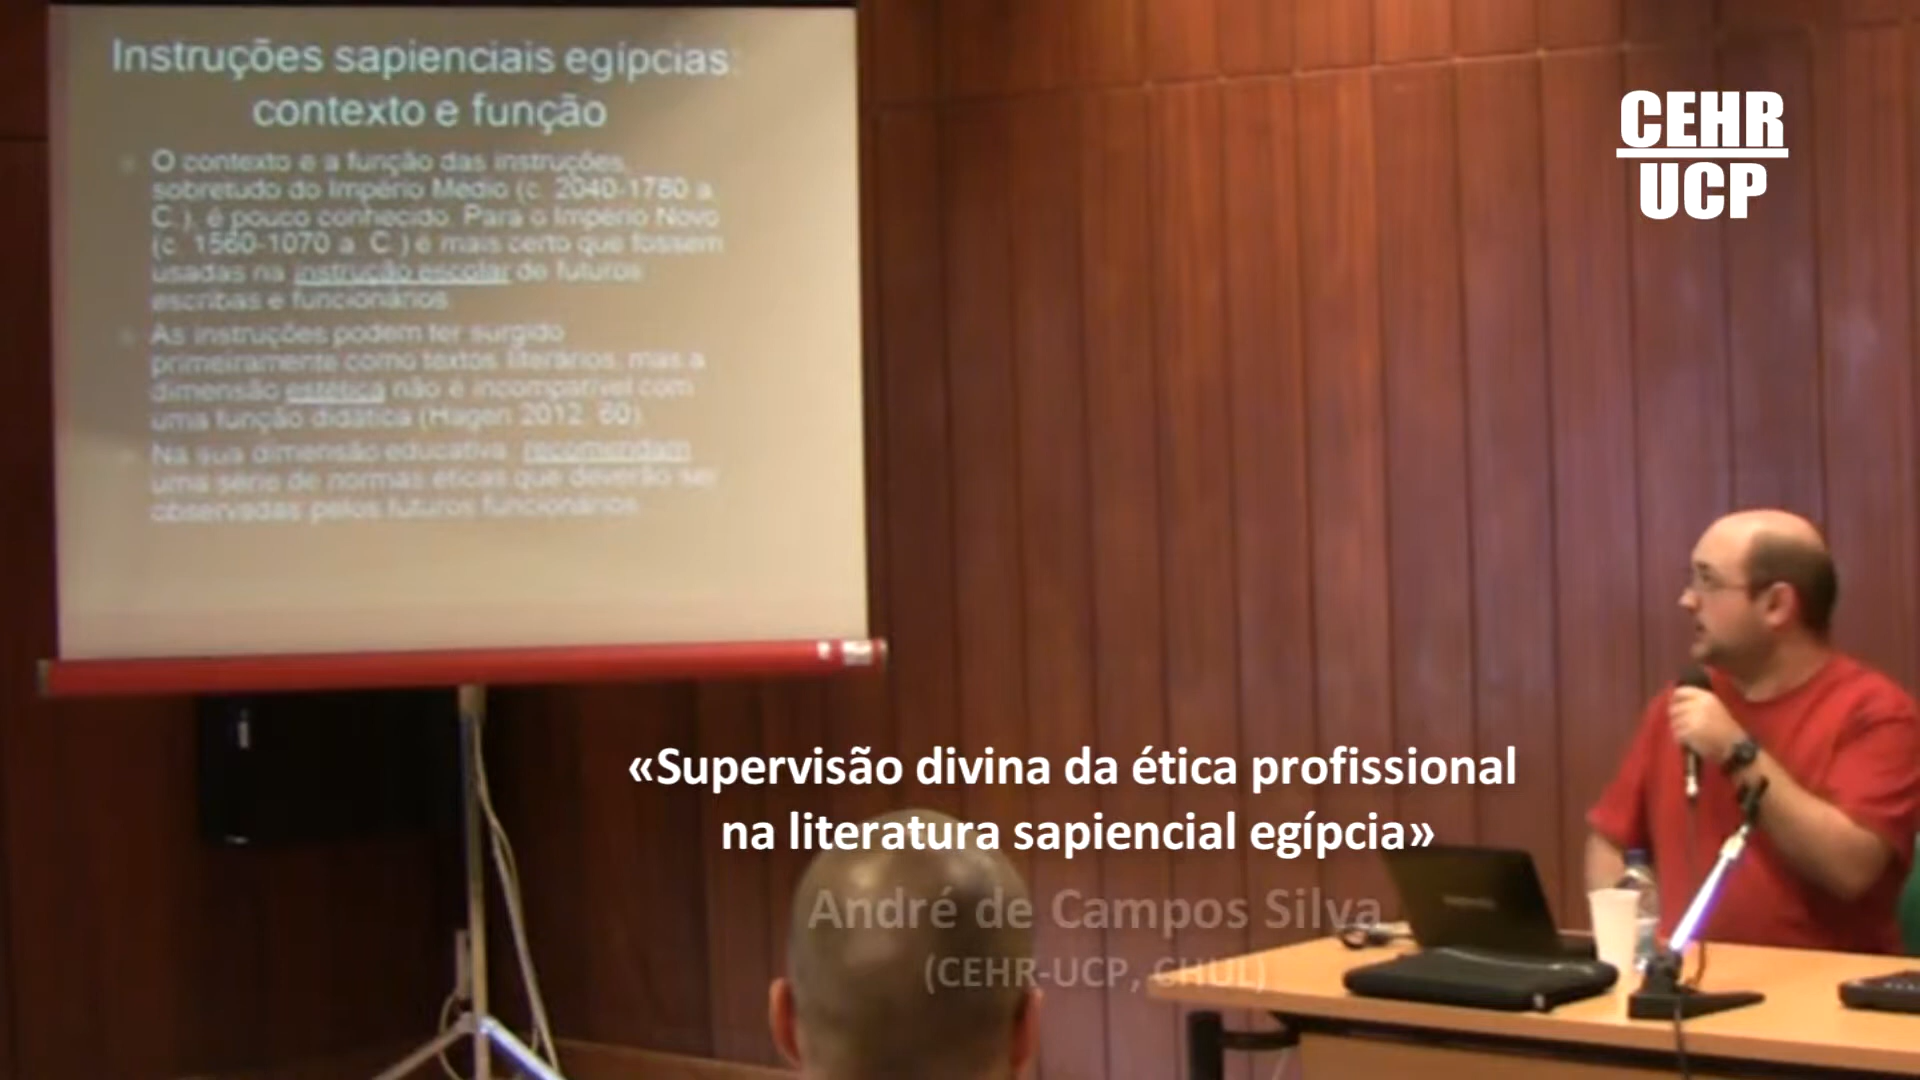 Instruções sapienciais egípcias:
contexto e função
O contexto e a função das instruções,
sobretudo do Império Médio (c. 2040-1780 a.
C.), é pouco conhecido. Para o Império Novo
(c. 1560-1070 a. C.) é mais certo que fossem
usadas na instrução escolar de futuros
escribas e funcionários.
As instruções podem ter surgido
primeiramente como textos literários, mas a
dimensão estética não é incompatível com
uma função didática (Hagen 2012: 60).
Na sua dimensão educativa, recomendam
uma série de normas éticas que deverão ser
observadas pelos futuros funcionários.
CEHR
UCP
«Supervisão divina da ética profissional
na literatura sapiencial egípcia»
André de Campos Silva
(CEHR-UCP, CHUL)